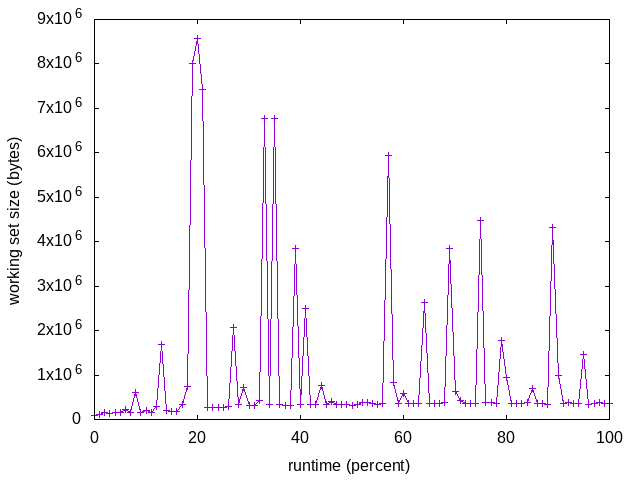 9x10^6
8x10^6
7x10^6
6x10^6
5x10^6
4x10^6
3x10^6
2x10^6
1x10^6
0
0 20 40 60 80 100
working set size (bytes)
runtime (percent)